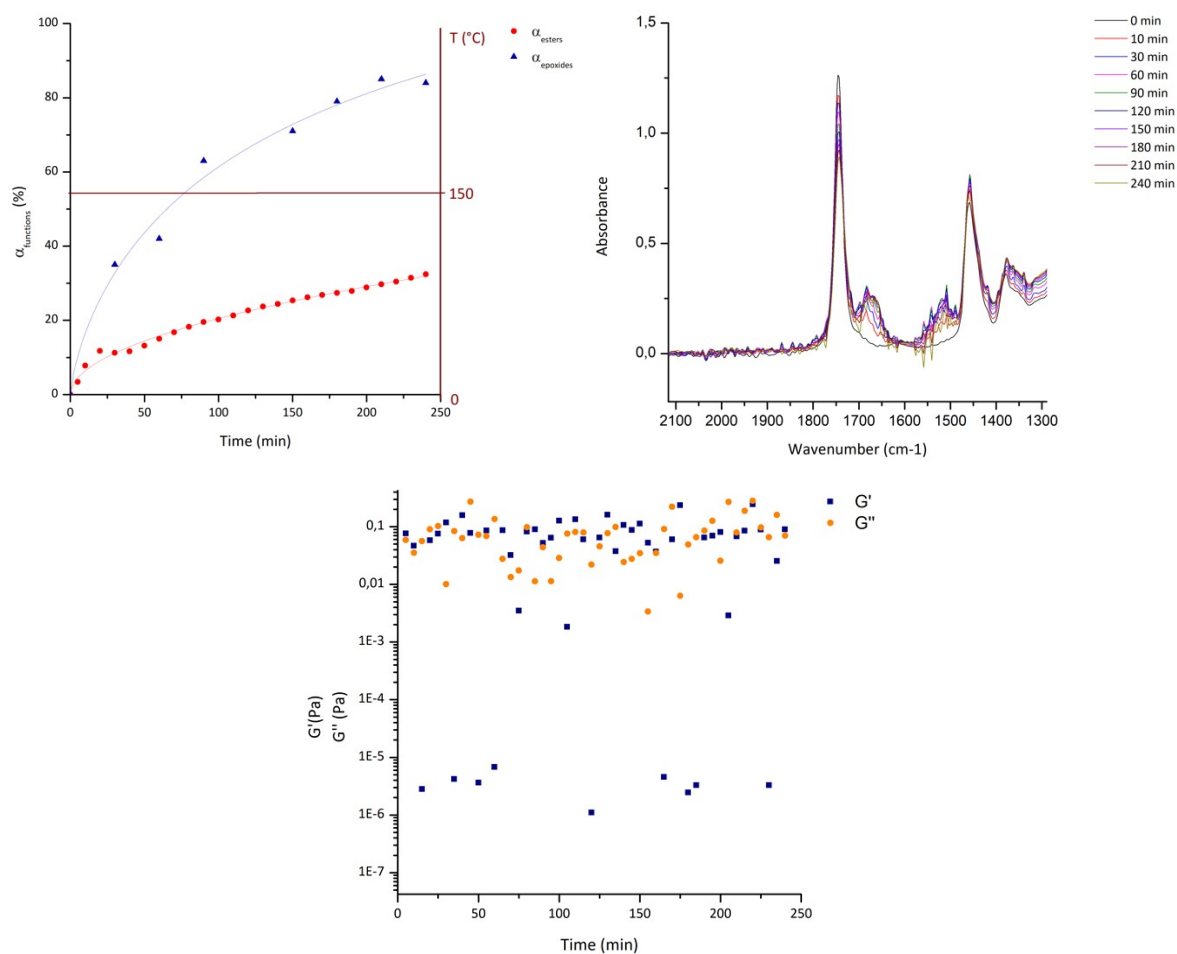 100
80
60
40
20
0
α functions (%)
0
50
100
150
200
250
Time (min)
T (°C)
150
0
α esters
α epoxides
1,5
1,0
0,5
0,0
Absorbance
2100
2000
1900
1800
1700
1600
1500
1400
1300
Wavenumber (cm-1)
0 min
10 min
30 min
60 min
90 min
120 min
150 min
180 min
210 min
240 min
0,1
0,01
1E-3
1E-4
1E-5
1E-6
1E-7
G'(Pa)
G'' (Pa)
0
50
100
150
200
250
Time (min)
G'
G''